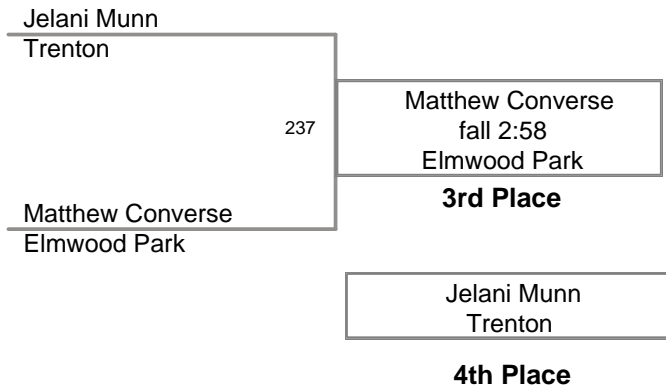 Jelani Munn
Trenton
237
Matthew Converse
fall 2:58
Elmwood Park
3rd Place
Matthew Converse
Elmwood Park
Jelani Munn
Trenton
4th Place